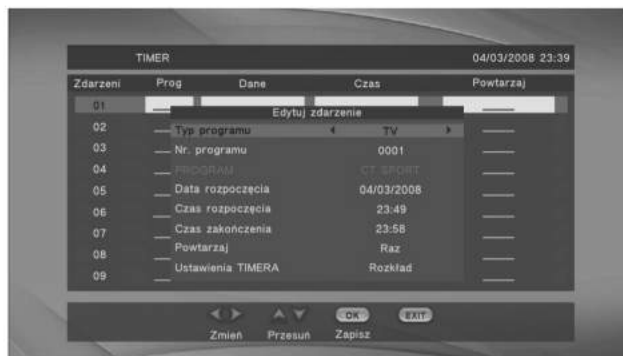 TIMER 04/03/2008 23:39
Zdarzeni Prog Dane Czas Powtarzaj
01
Edytuj zdarzenie
02 Typ programu TV
03 Nr. programu 0001
04 PROGRAM CT SPORT
05 Data rozpoczęcia 04/03/2008
06 Czas rozpoczęcia 23:49
07 Czas zakończenia 23:58
08 Powtarzaj Raz
09 Ustawienia TIMERA Rozkład
OK EXIT
Zmień Przesuń Zapisz